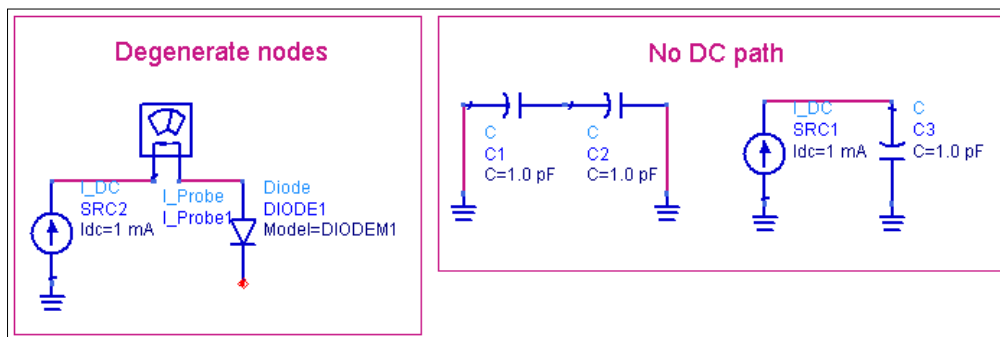 Degenerate nodes
I_DC
SRC2
Idc=1 mA
I_Probe
I_Probe1
Diode
DIODE1
Model=DIODEM1
No DC path
C
C1
C=1.0 pF
C
C2
C=1.0 pF
I_DC
SRC1
Idc=1 mA
C
C3
C=1.0 pF